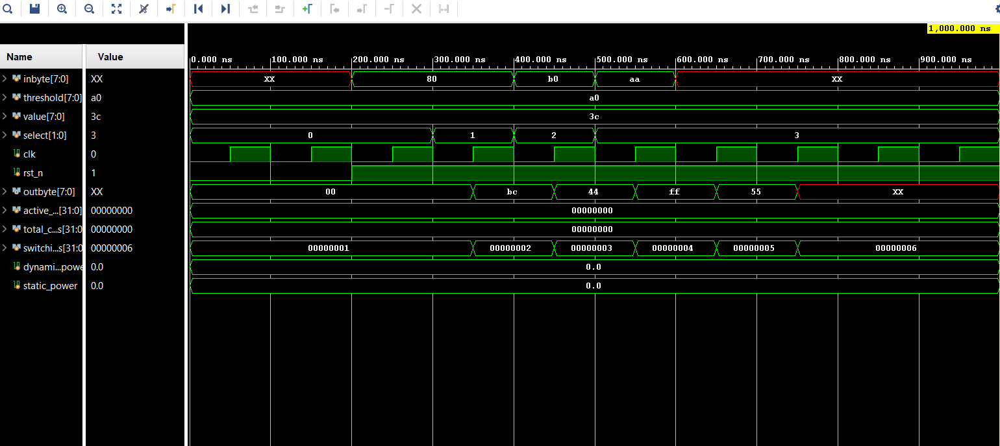 1,000.000 ns
Name Value
0.000 ns 100.000 ns 200.000 ns 300.000 ns 400.000 ns 500.000 ns 600.000 ns 700.000 ns 800.000 ns 900.000 ns
inbyte[7:0] XX XX 80 b0 aa XX
threshold[7:0] a0 a0
value[7:0] 3c 3c
select[1:0] 3 0 1 2 3
clk 0
rst_n 1
outbyte[7:0] XX 00 bc 44 ff 55 XX
active_...[31:0] 00000000 00000000
total_c...s[31:0 00000000 00000000
switchi...s[31:0 00000006 00000001 00000002 00000003 00000004 00000005 00000006
dynami...powe 0.0 0.0
static_power 0.0 0.0